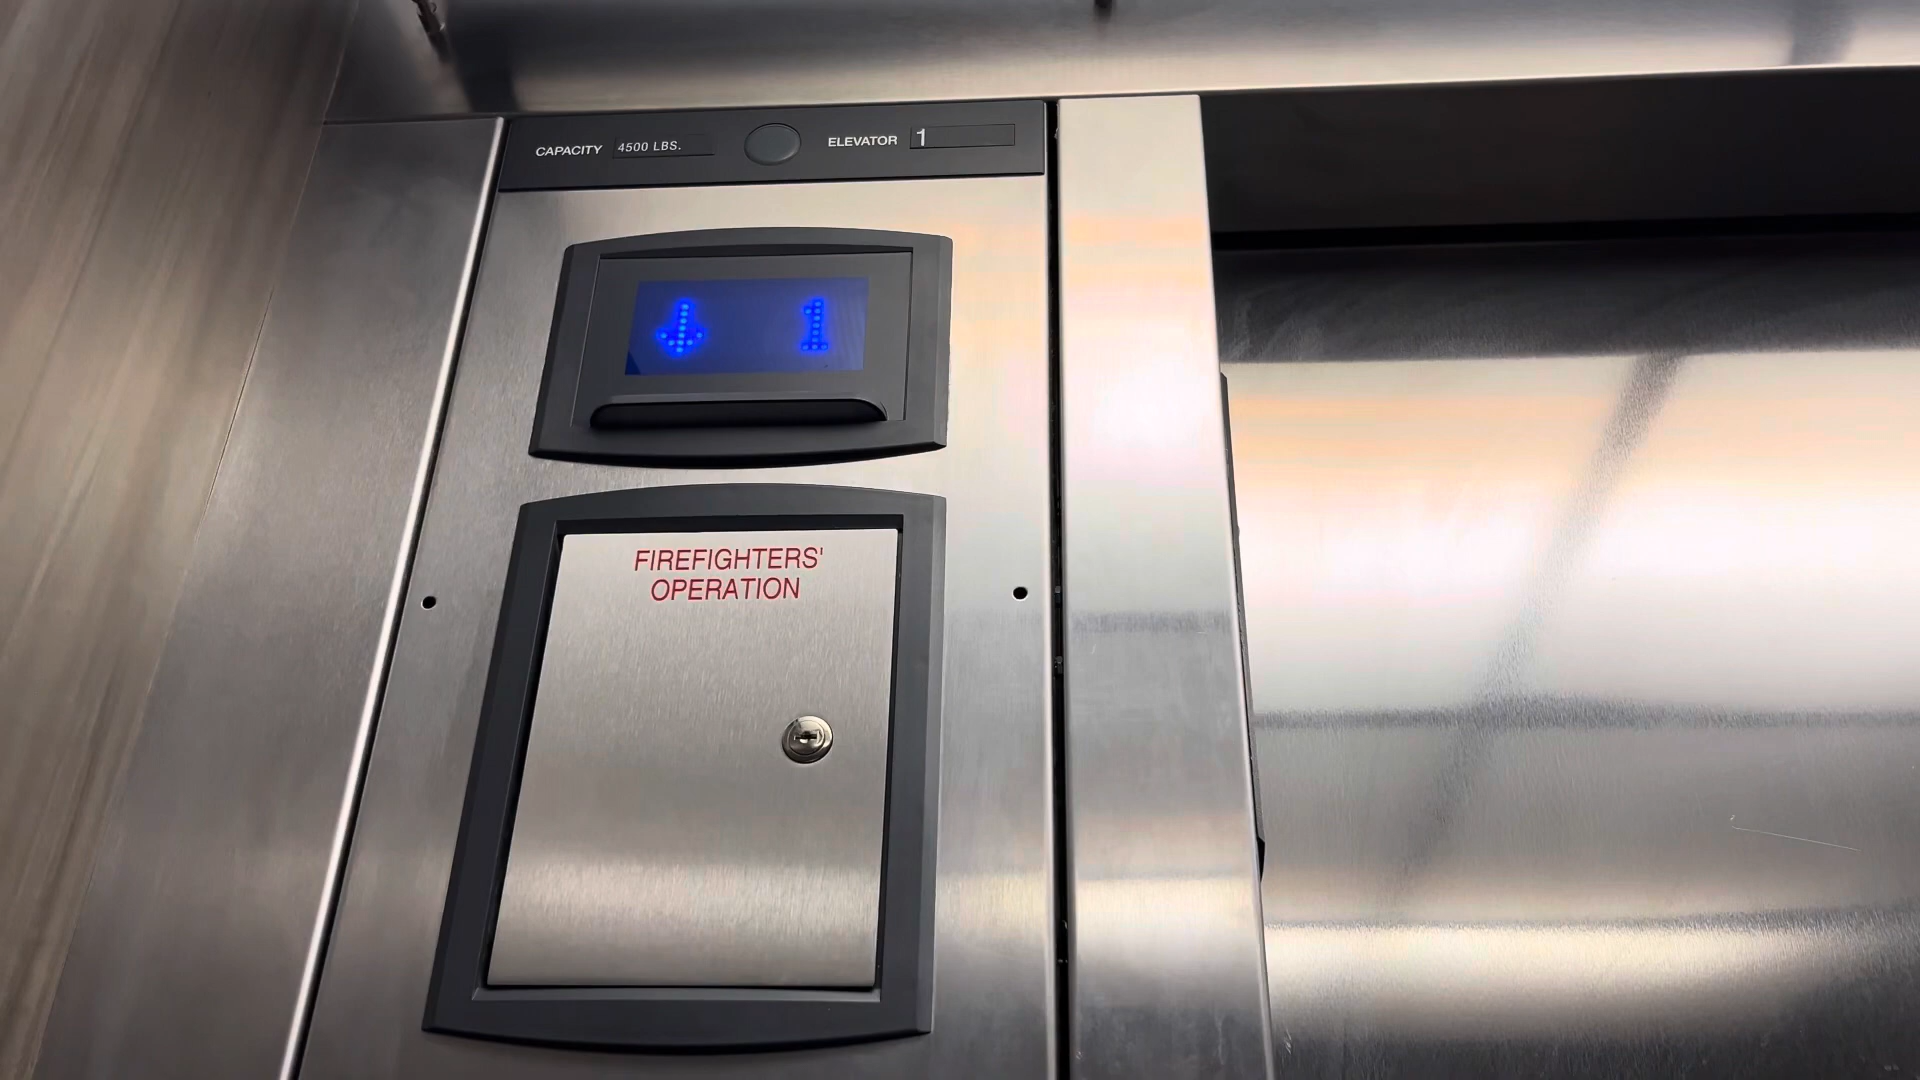 CAPACITY 4500 LBS. ELEVATOR 1
↓ 1
FIREFIGHTERS'
OPERATION